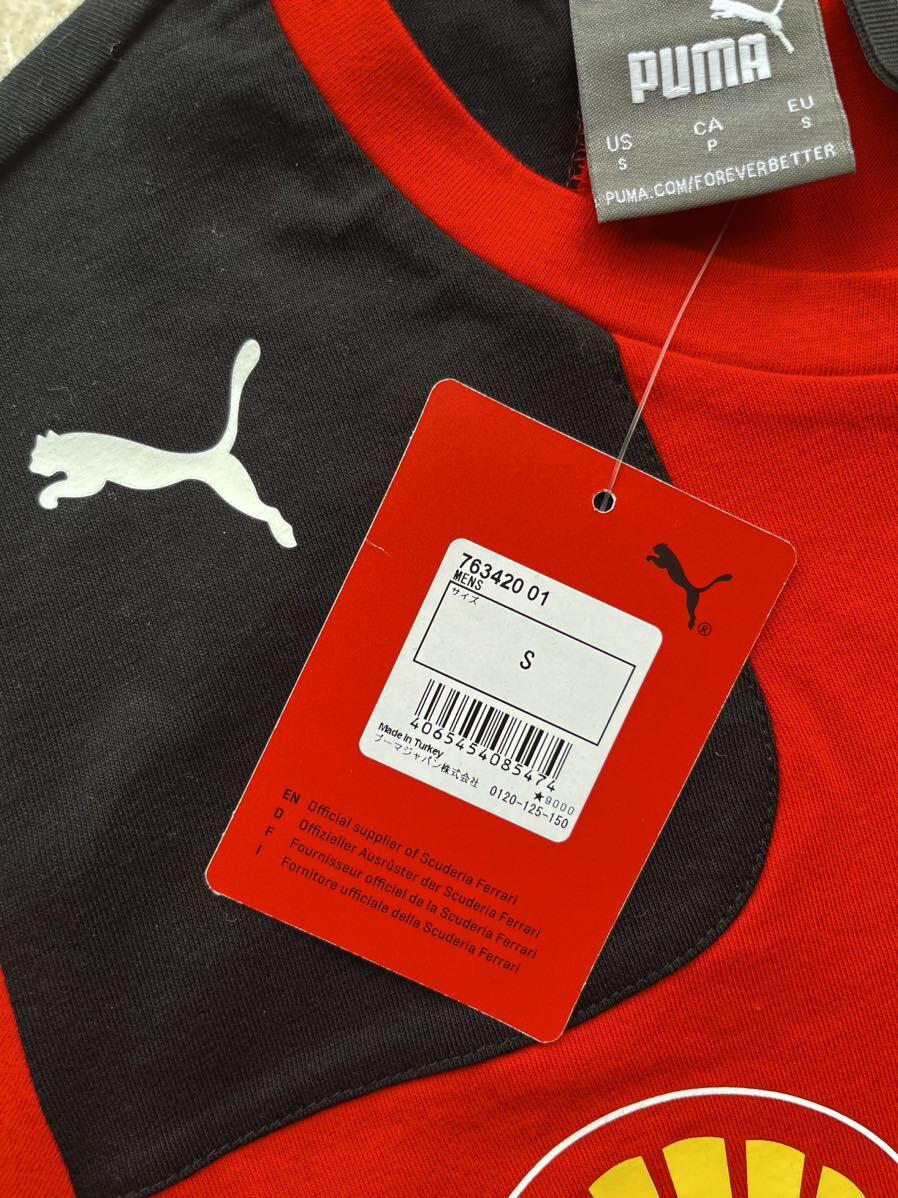 PUMA
US CA EU
S P S
PUMA.COM/FOREVERBETTER
®
763420 01
MENS
サイズ
S
4065454085474
Made in Turkey
★9000
プーマジャパン株式会社 0120-125-150
EN Official supplier of Scuderia Ferrari
D Offizieller Ausrüster der Scuderia Ferrari
F Fournisseur officiel de la Scuderia Ferrari
I Fornitore ufficiale della Scuderia Ferrari